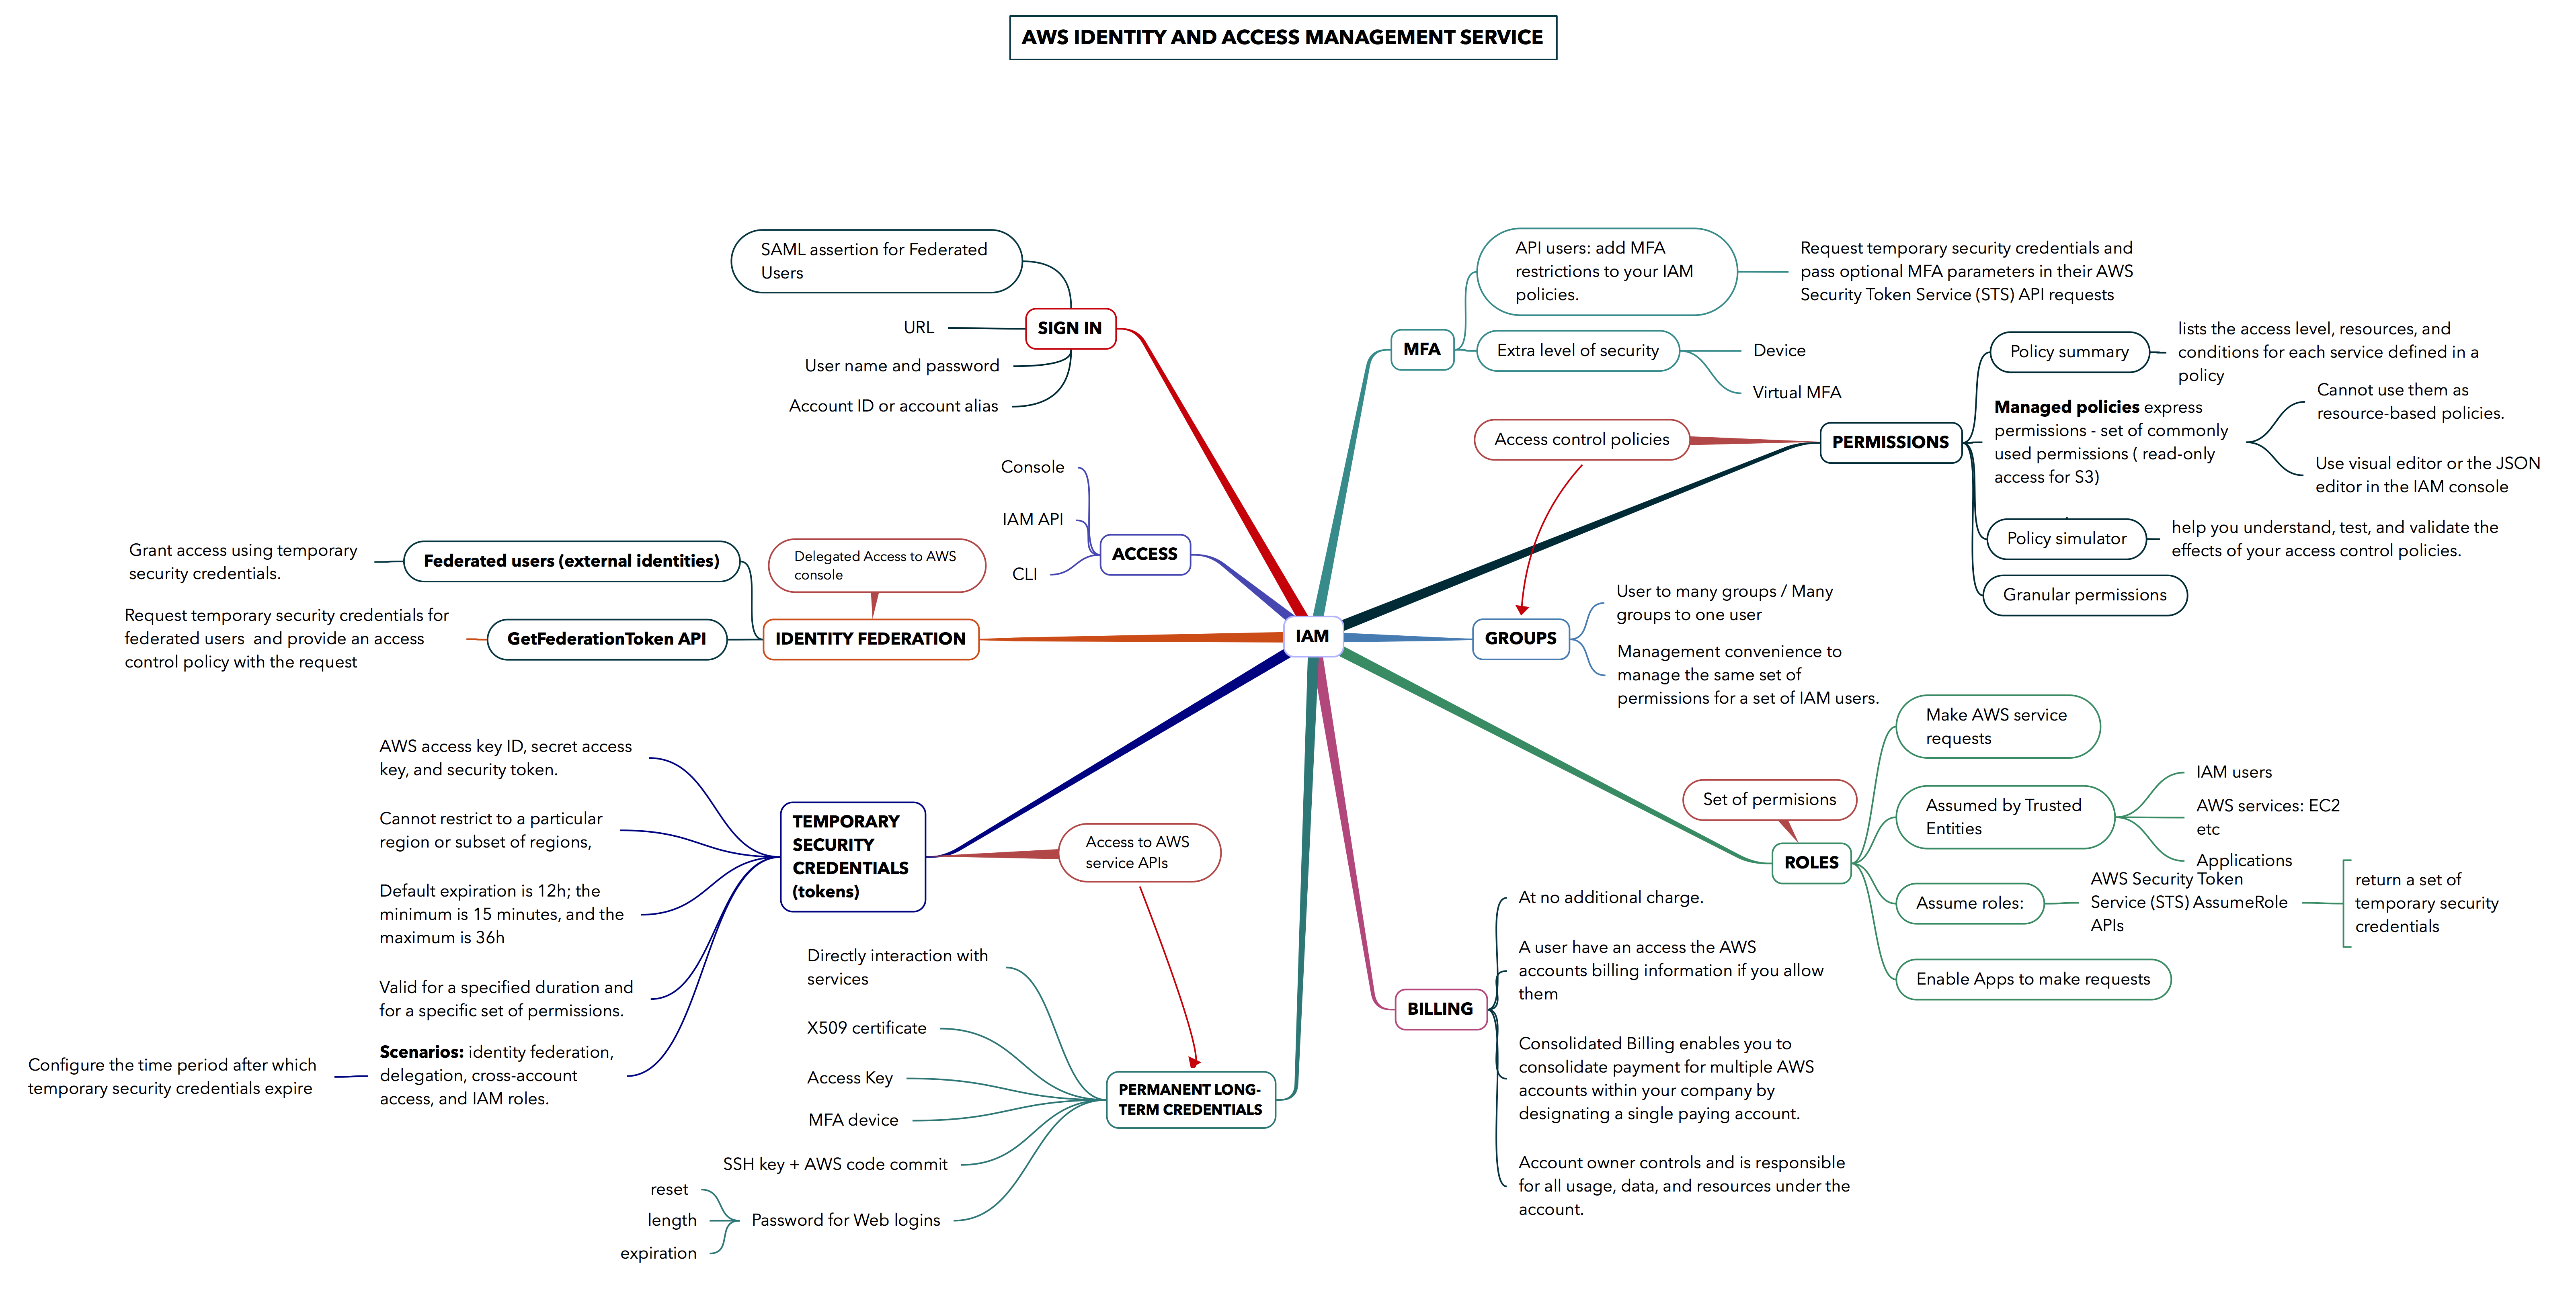 AWS IDENTITY AND ACCESS MANAGEMENT SERVICE
SAML assertion for Federated
Users
URL
User name and password
Account ID or account alias
SIGN IN
Console
IAM API
CLI
ACCESS
Grant access using temporary
security credentials.
Federated users (external identities)
Request temporary security credentials for
federated users  and provide an access
control policy with the request
GetFederationToken API
Delegated Access to AWS
console
IDENTITY FEDERATION
IAM
AWS access key ID, secret access
key, and security token.
Cannot restrict to a particular
region or subset of regions,
Default expiration is 12h; the
minimum is 15 minutes, and the
maximum is 36h
Valid for a specified duration and
for a specific set of permissions.
Configure the time period after which
temporary security credentials expire
Scenarios: identity federation,
delegation, cross-account
access, and IAM roles.
TEMPORARY
SECURITY
CREDENTIALS
(tokens)
Access to AWS
service APIs
Directly interaction with
services
X509 certificate
Access Key
MFA device
SSH key + AWS code commit
reset
length
expiration
Password for Web logins
PERMANENT LONG-
TERM CREDENTIALS
MFA
API users: add MFA
restrictions to your IAM
policies.
Request temporary security credentials and
pass optional MFA parameters in their AWS
Security Token Service (STS) API requests
Extra level of security
Device
Virtual MFA
Access control policies
PERMISSIONS
Policy summary
lists the access level, resources, and
conditions for each service defined in a
policy
Managed policies express
permissions - set of commonly
used permissions ( read-only
access for S3)
Cannot use them as
resource-based policies.
Use visual editor or the JSON
editor in the IAM console
Policy simulator
help you understand, test, and validate the
effects of your access control policies.
Granular permissions
GROUPS
User to many groups / Many
groups to one user
Management convenience to
manage the same set of
permissions for a set of IAM users.
Set of permisions
ROLES
Make AWS service
requests
Assumed by Trusted
Entities
IAM users
AWS services: EC2
etc
Applications
Assume roles:
AWS Security Token
Service (STS) AssumeRole
APIs
return a set of
temporary security
credentials
Enable Apps to make requests
BILLING
At no additional charge.
A user have an access the AWS
accounts billing information if you allow
them
Consolidated Billing enables you to
consolidate payment for multiple AWS
accounts within your company by
designating a single paying account.
Account owner controls and is responsible
for all usage, data, and resources under the
account.